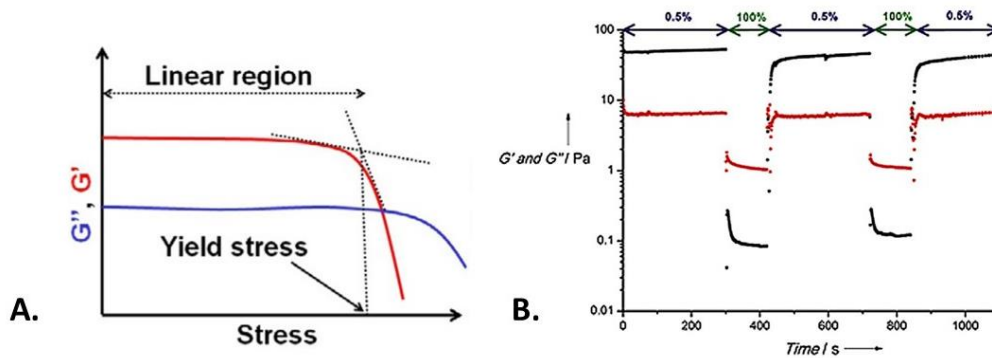 Linear region
G'', G'
Yield stress
Stress
A.
0.5% 100% 0.5% 100% 0.5%
100
10
G' and G'' / Pa
1
0.1
0.01
0 200 400 600 800 1000
Time / s
B.